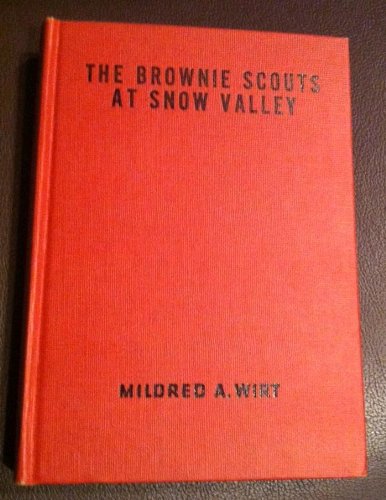 THE BROWNIE SCOUTS
AT SNOW VALLEY
MILDRED A. WIRT